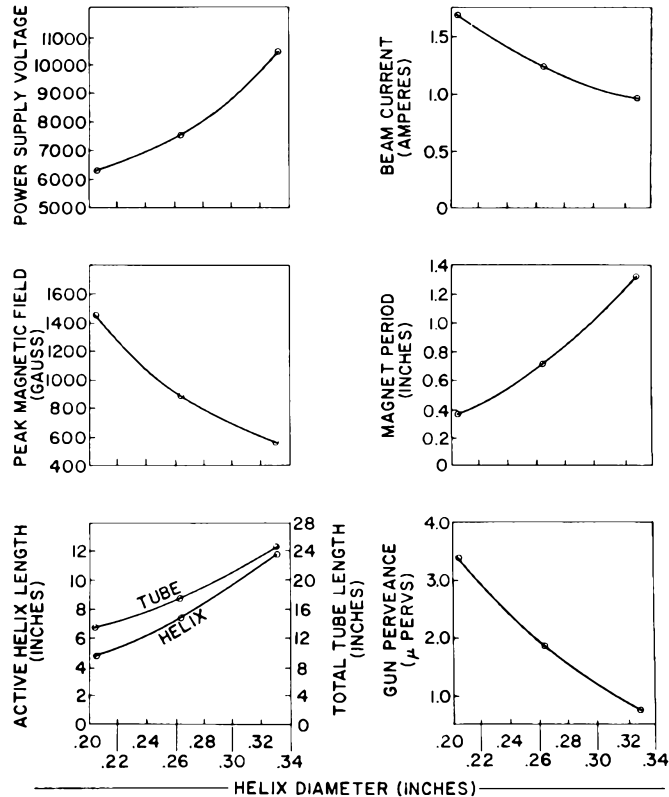 POWER SUPPLY VOLTAGE
11000
10000
9000
8000
7000
6000
5000
BEAM CURRENT
(AMPERES)
1.5
1.0
0.5
0
PEAK MAGNETIC FIELD
(GAUSS)
1600
1400
1200
1000
800
600
400
MAGNET PERIOD
(INCHES)
1.4
1.2
1.0
0.8
0.6
0.4
0.2
0
ACTIVE HELIX LENGTH
(INCHES)
12
10
8
6
4
2
0
TUBE
HELIX
28
24
20
16
12
8
4
0
TOTAL TUBE LENGTH
(INCHES)
GUN PERVEANCE
(μ PERVS)
4.0
3.0
2.0
1.0
.20 .24 .28 .32
.22 .26 .30 .34
.20 .24 .28 .32
.22 .26 .30 .34
HELIX DIAMETER (INCHES)